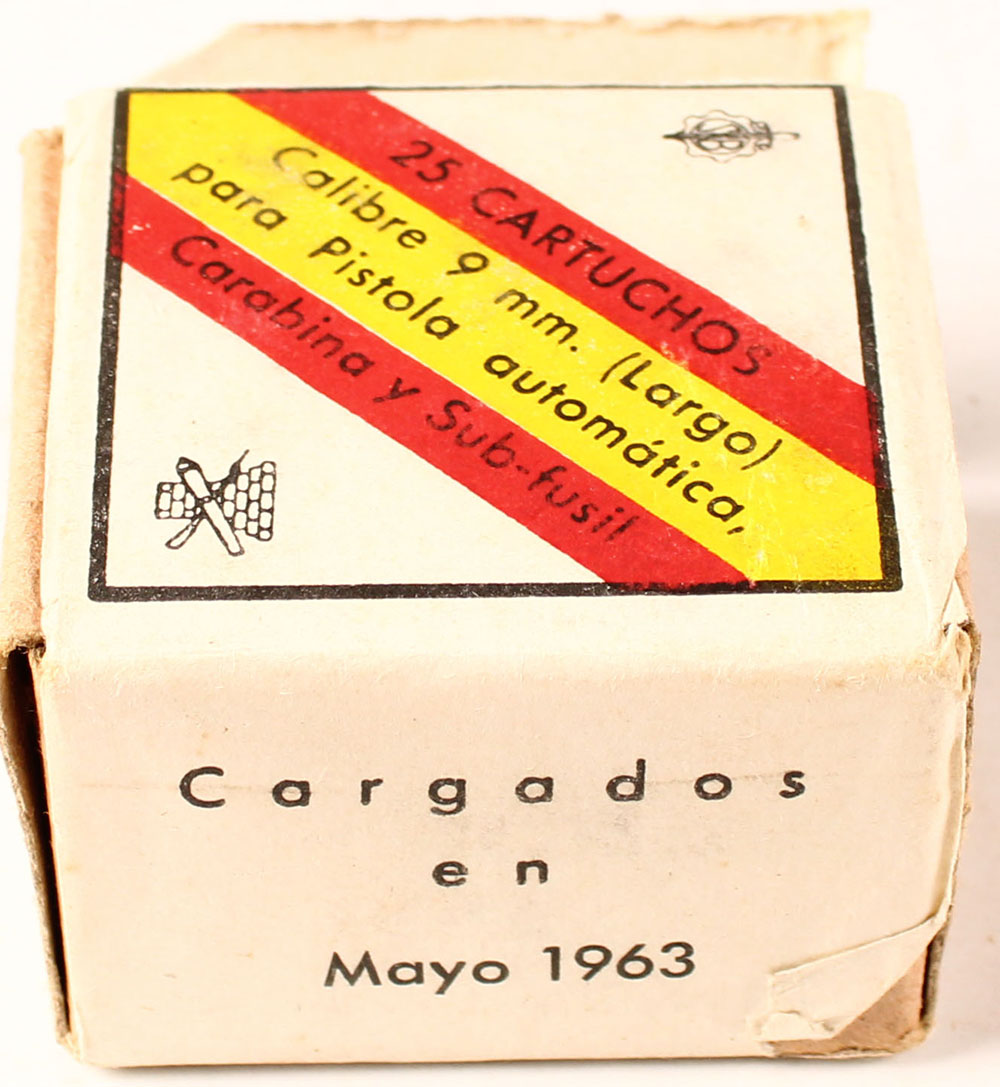 25 CARTUCHOS
Calibre 9 mm. (Largo)
para Pistola automática,
Carabina y Sub-fusil
Cargados
en
Mayo 1963